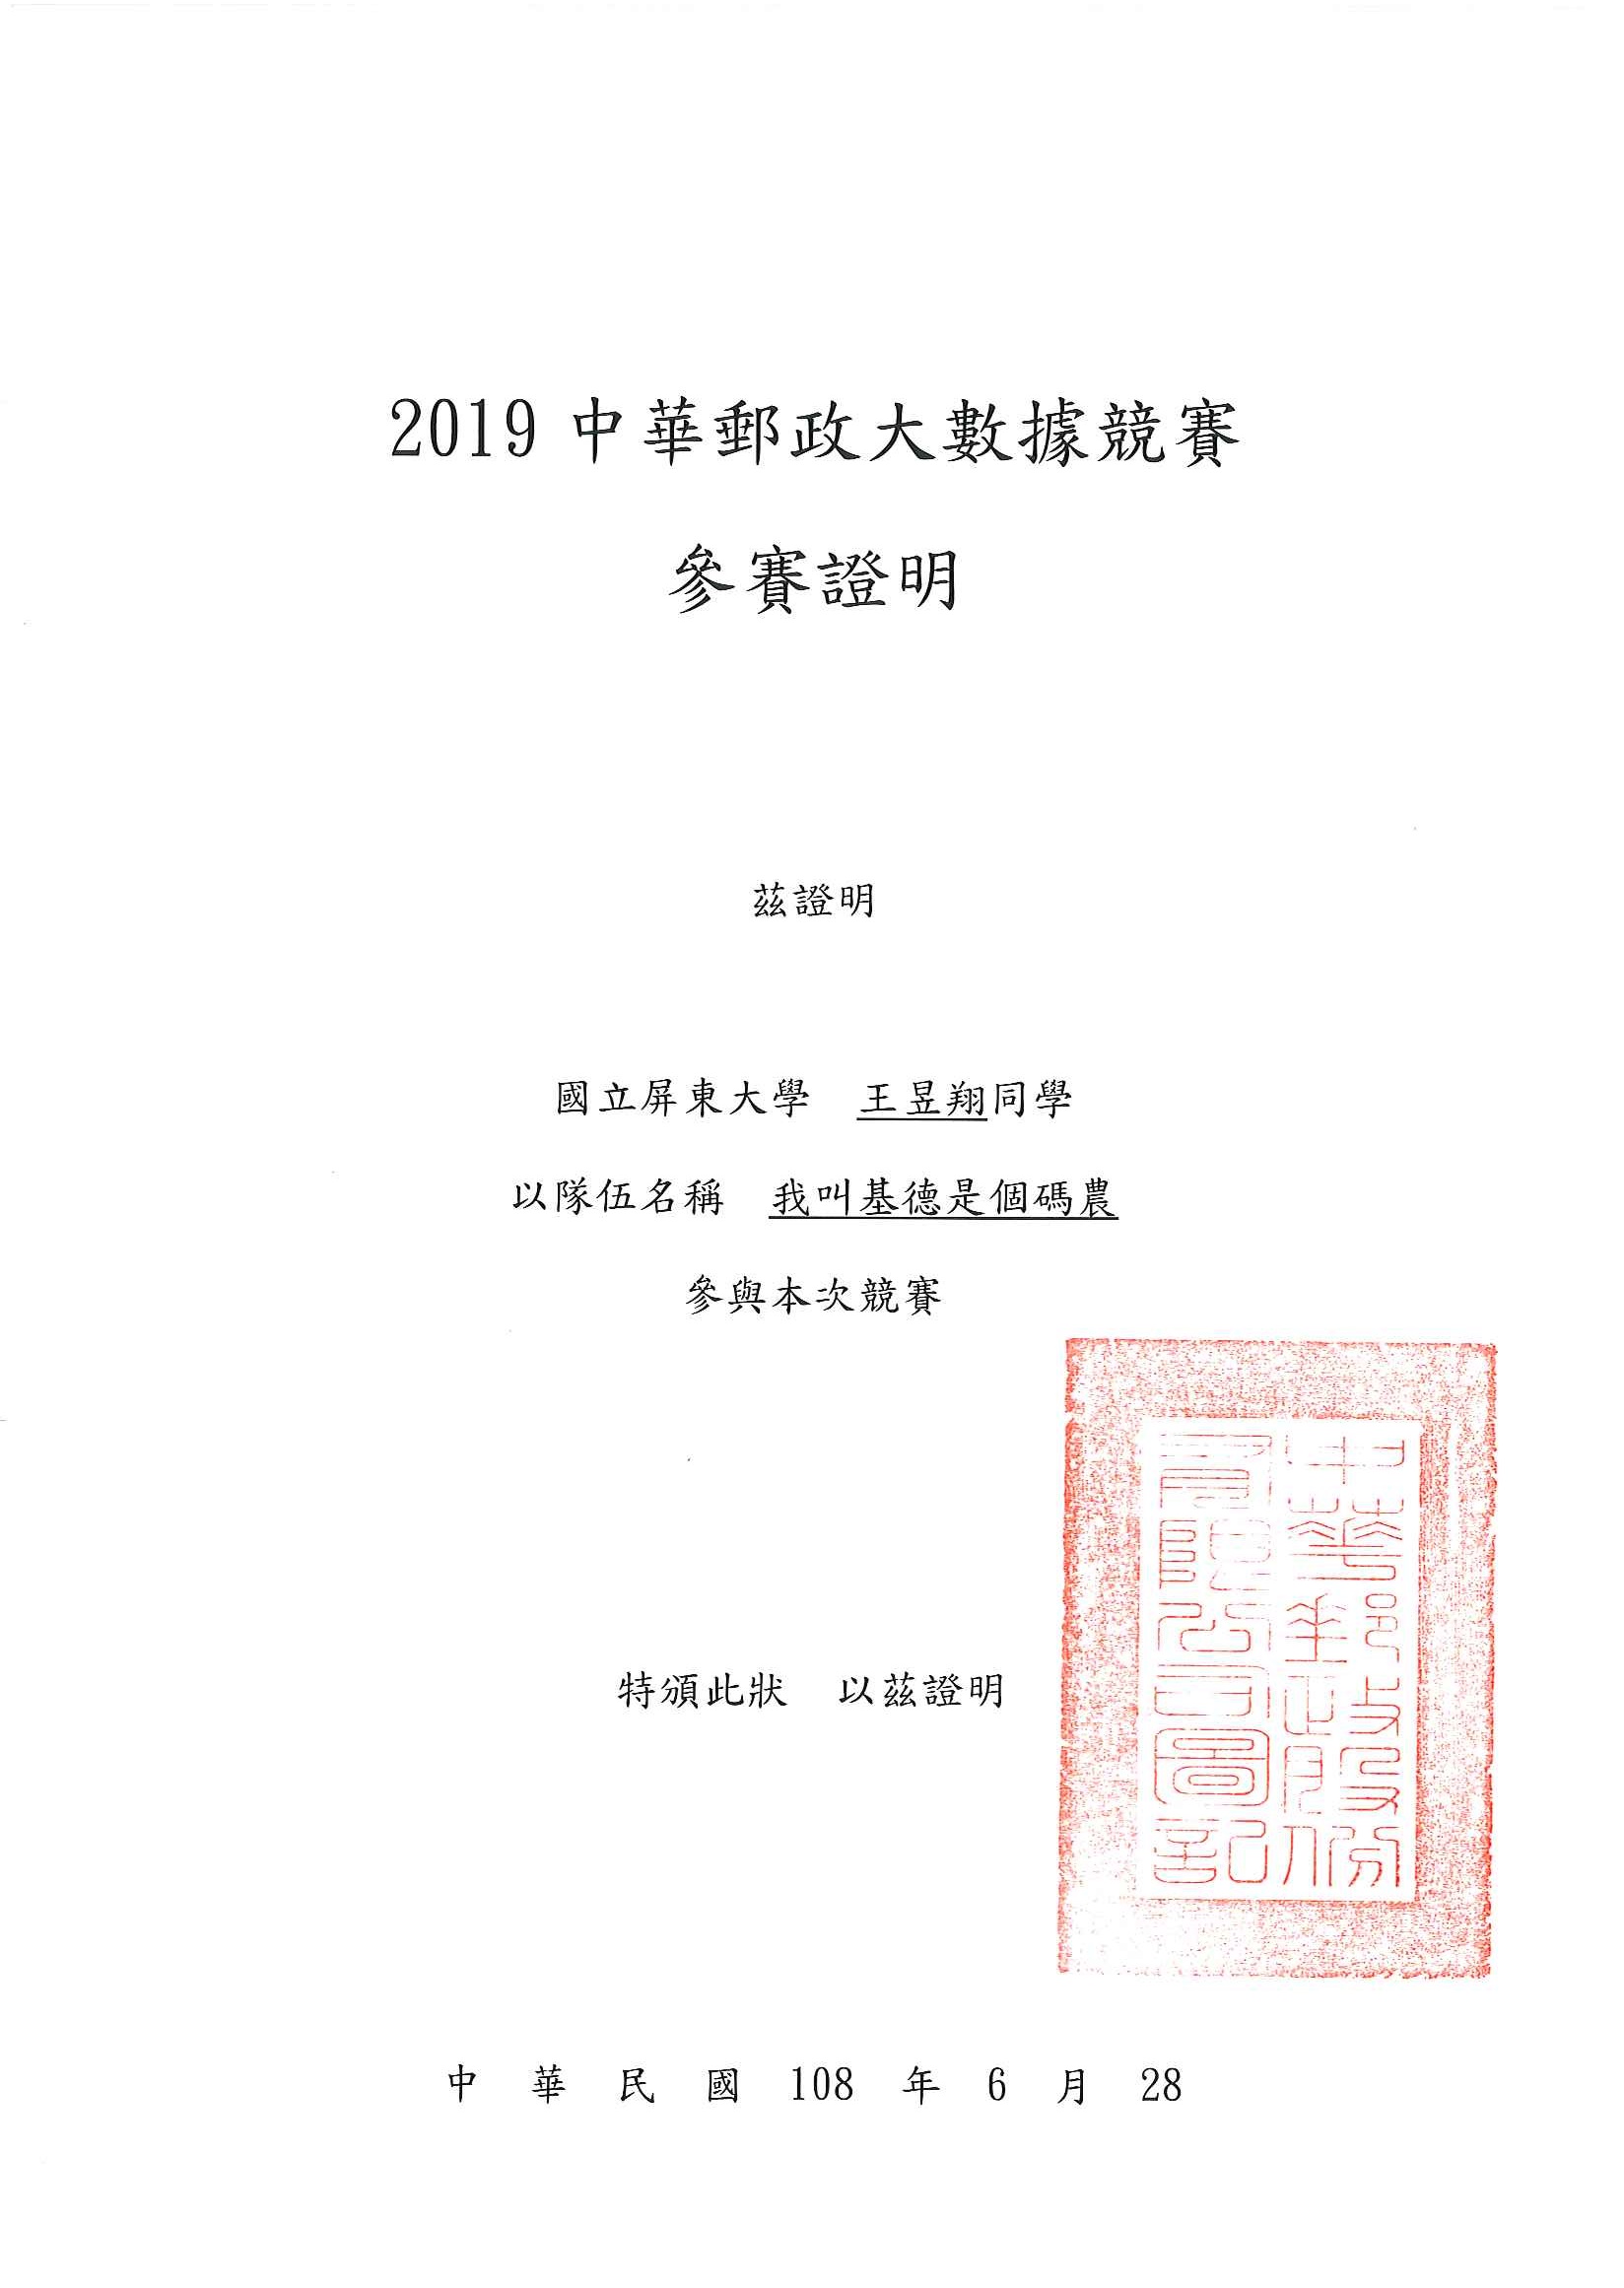 2019 中華郵政大數據競賽
參賽證明
茲證明
國立屏東大學 王昱翔同學
以隊伍名稱 我叫基德是個碼農
參與本次競賽
特頒此狀 以茲證明
中華郵政股份
有限公司圖記
中 華 民 國 108 年 6 月 28